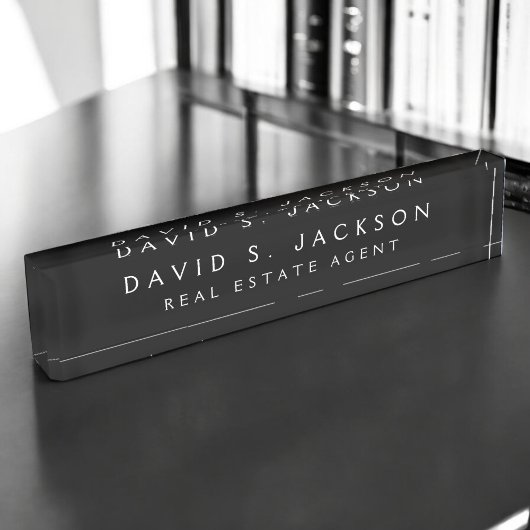 DAVID S. JACKSON
REAL ESTATE AGENT